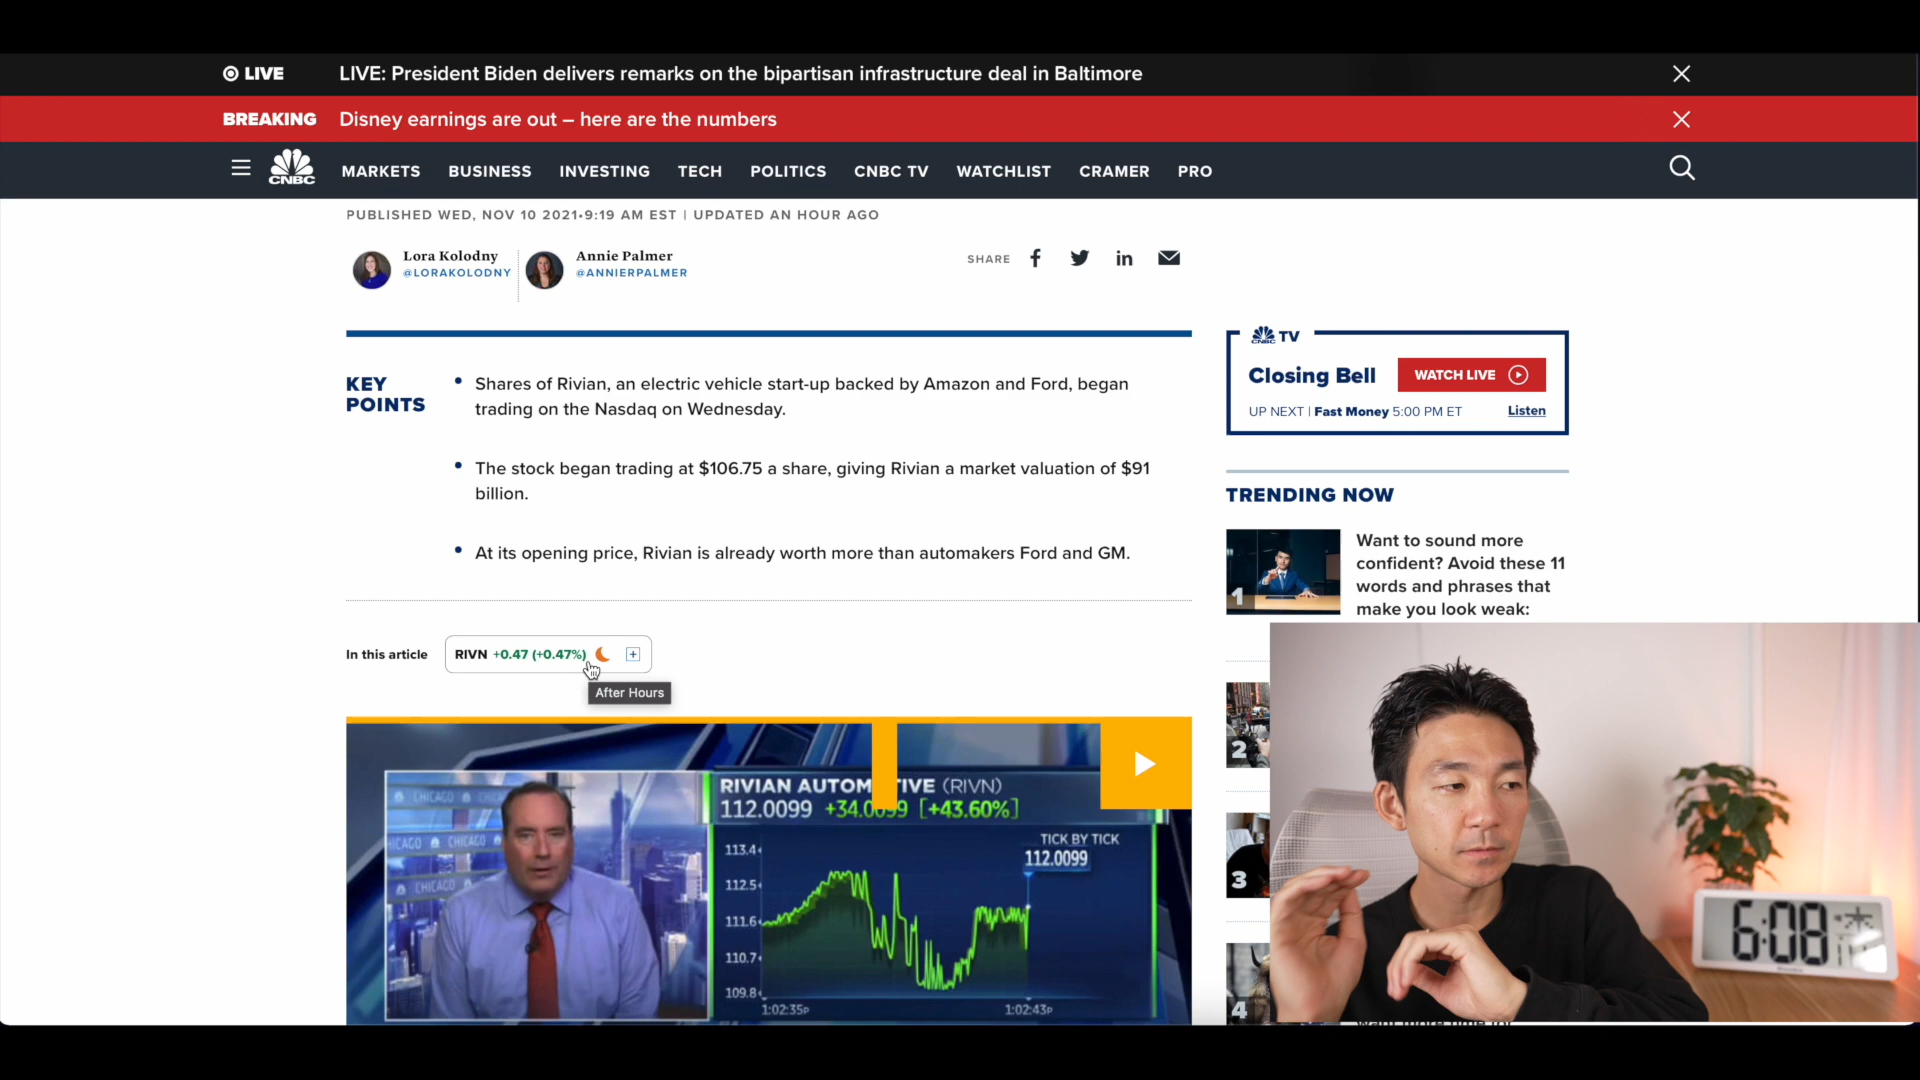 LIVE
LIVE: President Biden delivers remarks on the bipartisan infrastructure deal in Baltimore
BREAKING
Disney earnings are out – here are the numbers
CNBC
MARKETS
BUSINESS
INVESTING
TECH
POLITICS
CNBC TV
WATCHLIST
CRAMER
PRO
PUBLISHED WED, NOV 10 2021•9:19 AM EST | UPDATED AN HOUR AGO
Lora Kolodny
@LORAKOLODNY
Annie Palmer
@ANNIERPALMER
SHARE
KEY
POINTS
Shares of Rivian, an electric vehicle start-up backed by Amazon and Ford, began
trading on the Nasdaq on Wednesday.
The stock began trading at $106.75 a share, giving Rivian a market valuation of $91
billion.
At its opening price, Rivian is already worth more than automakers Ford and GM.
In this article
RIVN +0.47 (+0.47%)
After Hours
CNBC TV
Closing Bell
WATCH LIVE
UP NEXT | Fast Money 5:00 PM ET
Listen
TRENDING NOW
1
Want to sound more
confident? Avoid these 11
words and phrases that
make you look weak:
2
3
4
CHICAGO
CHICAGO
CHICAGO
CHICAGO
RIVIAN AUTOM TIVE (RIVN)
112.0099 +34.0099 [+43.60%]
TICK BY TICK
112.0099
113.4
112.5
111.6
110.7
109.8
1:02:35P
1:02:43P
6:08